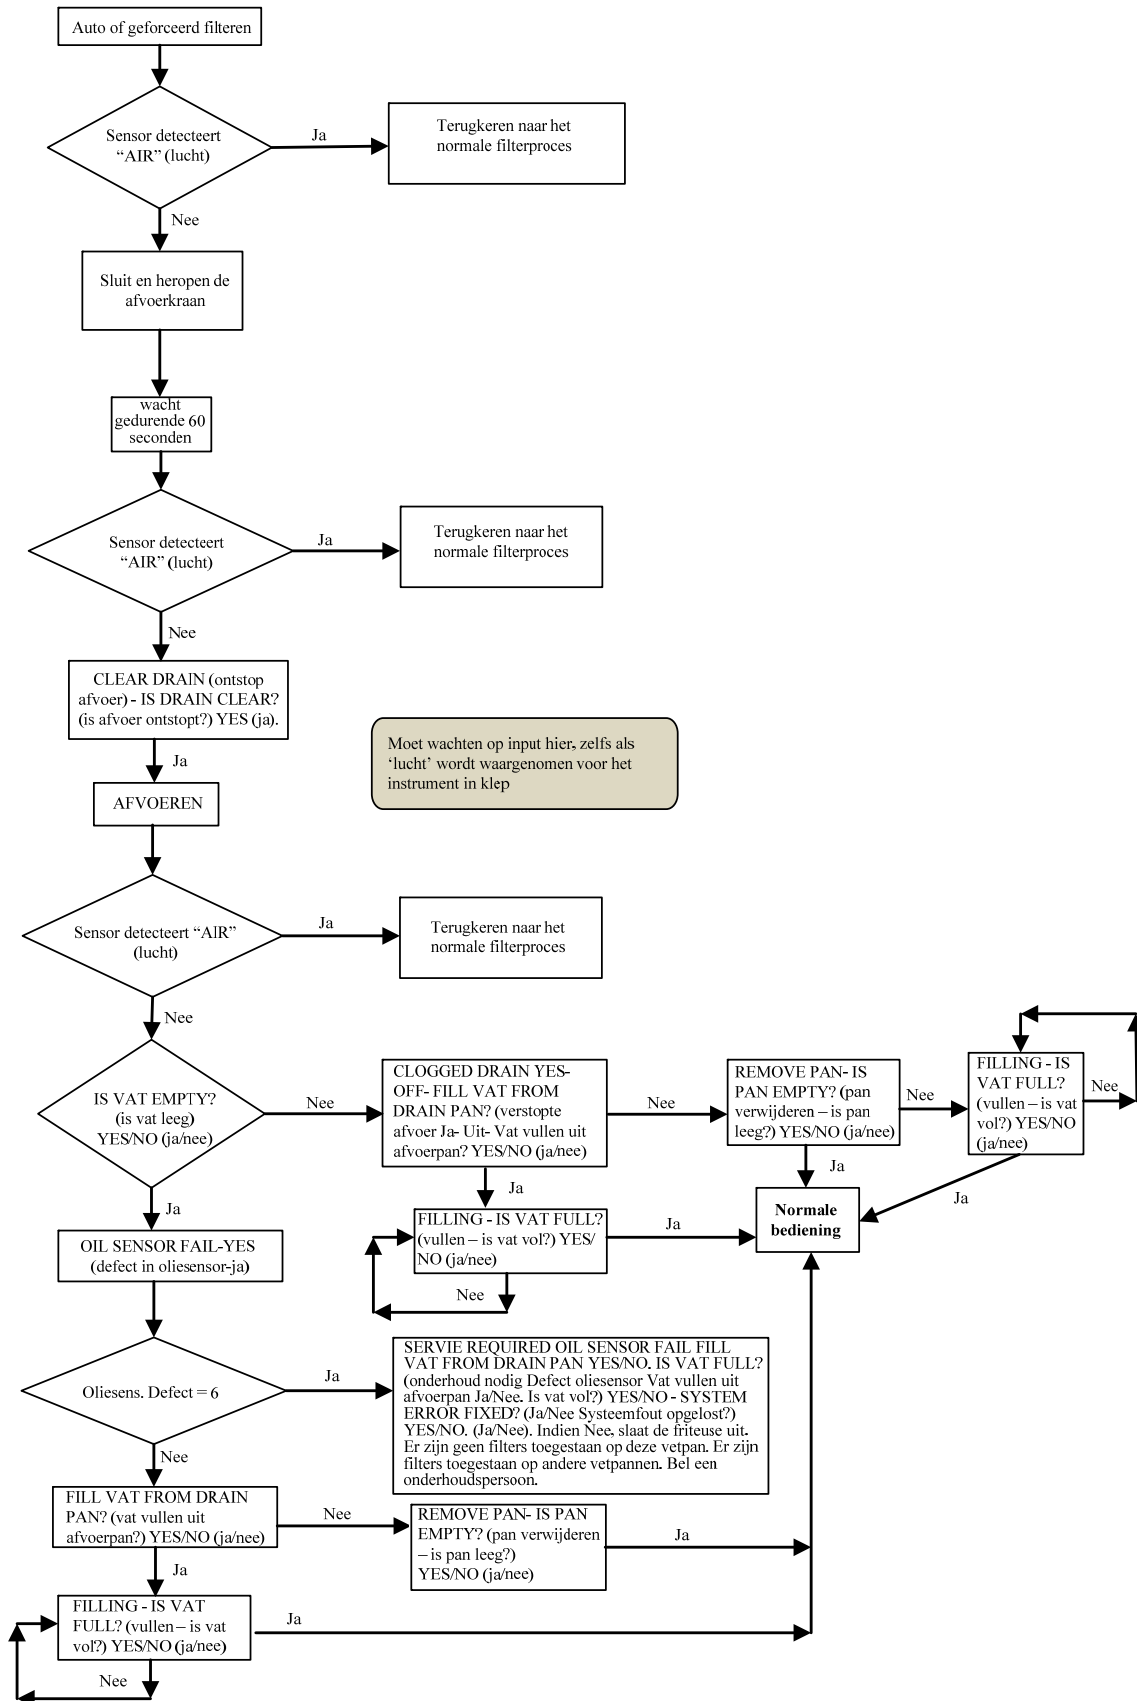 Auto of geforceerd filteren
Sensor detecteert
“AIR” (lucht)
Ja
Terugkeren naar het
normale filterproces
Nee
Sluit en heropen de
afvoerkraan
wacht
gedurende 60
seconden
Sensor detecteert
“AIR” (lucht)
Ja
Terugkeren naar het
normale filterproces
Nee
CLEAR DRAIN (ontstop
afvoer) - IS DRAIN CLEAR?
(is afvoer ontstopt?) YES (ja).
Moet wachten op input hier, zelfs als
‘lucht’ wordt waargenomen voor het
instrument in klep
Ja
AFVOEREN
Sensor detecteert “AIR”
(lucht)
Ja
Terugkeren naar het
normale filterproces
Nee
IS VAT EMPTY?
(is vat leeg)
YES/NO (ja/nee)
Nee
CLOGGED DRAIN YES-
OFF- FILL VAT FROM
DRAIN PAN? (verstopte
afvoer Ja- Uit- Vat vullen uit
afvoerpan? YES/NO (ja/nee)
Nee
REMOVE PAN- IS
PAN EMPTY? (pan
verwijderen – is pan
leeg?) YES/NO (ja/nee)
Nee
FILLING - IS
VAT FULL?
(vullen – is vat
vol?) YES/NO
(ja/nee)
Nee
Ja
Ja
Ja
Ja
Normale
bediening
FILLING - IS VAT FULL?
(vullen – is vat vol?) YES/
NO (ja/nee)
Ja
Nee
OIL SENSOR FAIL-YES
(defect in oliesensor-ja)
Oliesens. Defect = 6
Ja
SERVIE REQUIRED OIL SENSOR FAIL FILL
VAT FROM DRAIN PAN YES/NO. IS VAT FULL?
(onderhoud nodig Defect oliesensor Vat vullen uit
afvoerpan Ja/Nee. Is vat vol?) YES/NO - SYSTEM
ERROR FIXED? (Ja/Nee Systeemfout opgelost?)
YES/NO. (Ja/Nee). Indien Nee, slaat de friteuse uit.
Er zijn geen filters toegestaan op deze vetpan. Er zijn
filters toegestaan op andere vetpannen. Bel een
onderhoudspersoon.
Nee
FILL VAT FROM DRAIN
PAN? (vat vullen uit
afvoerpan?) YES/NO (ja/nee)
Nee
REMOVE PAN- IS PAN
EMPTY? (pan verwijderen
– is pan leeg?)
YES/NO (ja/nee)
Ja
Ja
FILLING - IS VAT
FULL? (vullen – is vat
vol?) YES/NO (ja/nee)
Ja
Nee